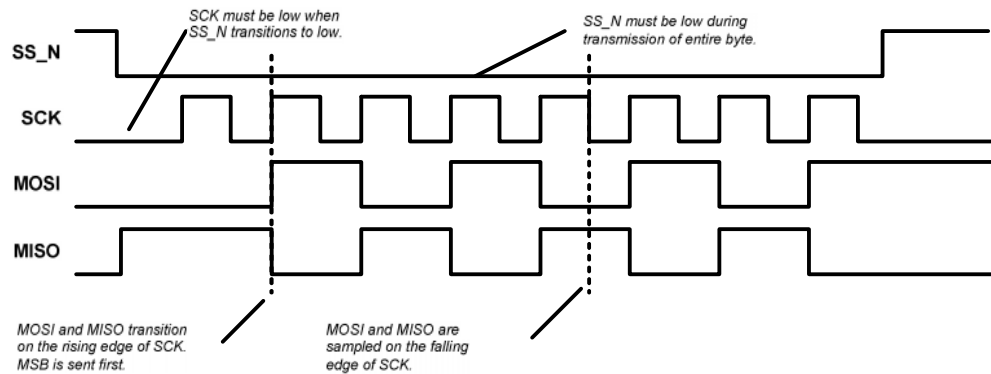 SCK must be low when
SS_N transitions to low.
SS_N must be low during
transmission of entire byte.
SS_N
SCK
MOSI
MISO
MOSI and MISO transition
on the rising edge of SCK.
MSB is sent first.
MOSI and MISO are
sampled on the falling
edge of SCK.